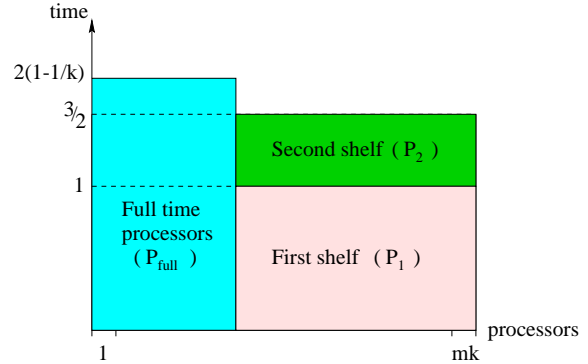 time
2(1-1/k)
3/2
Second shelf ( P2 )
1
Full time
processors
( Pfull )
First shelf ( P1 )
processors
1
mk